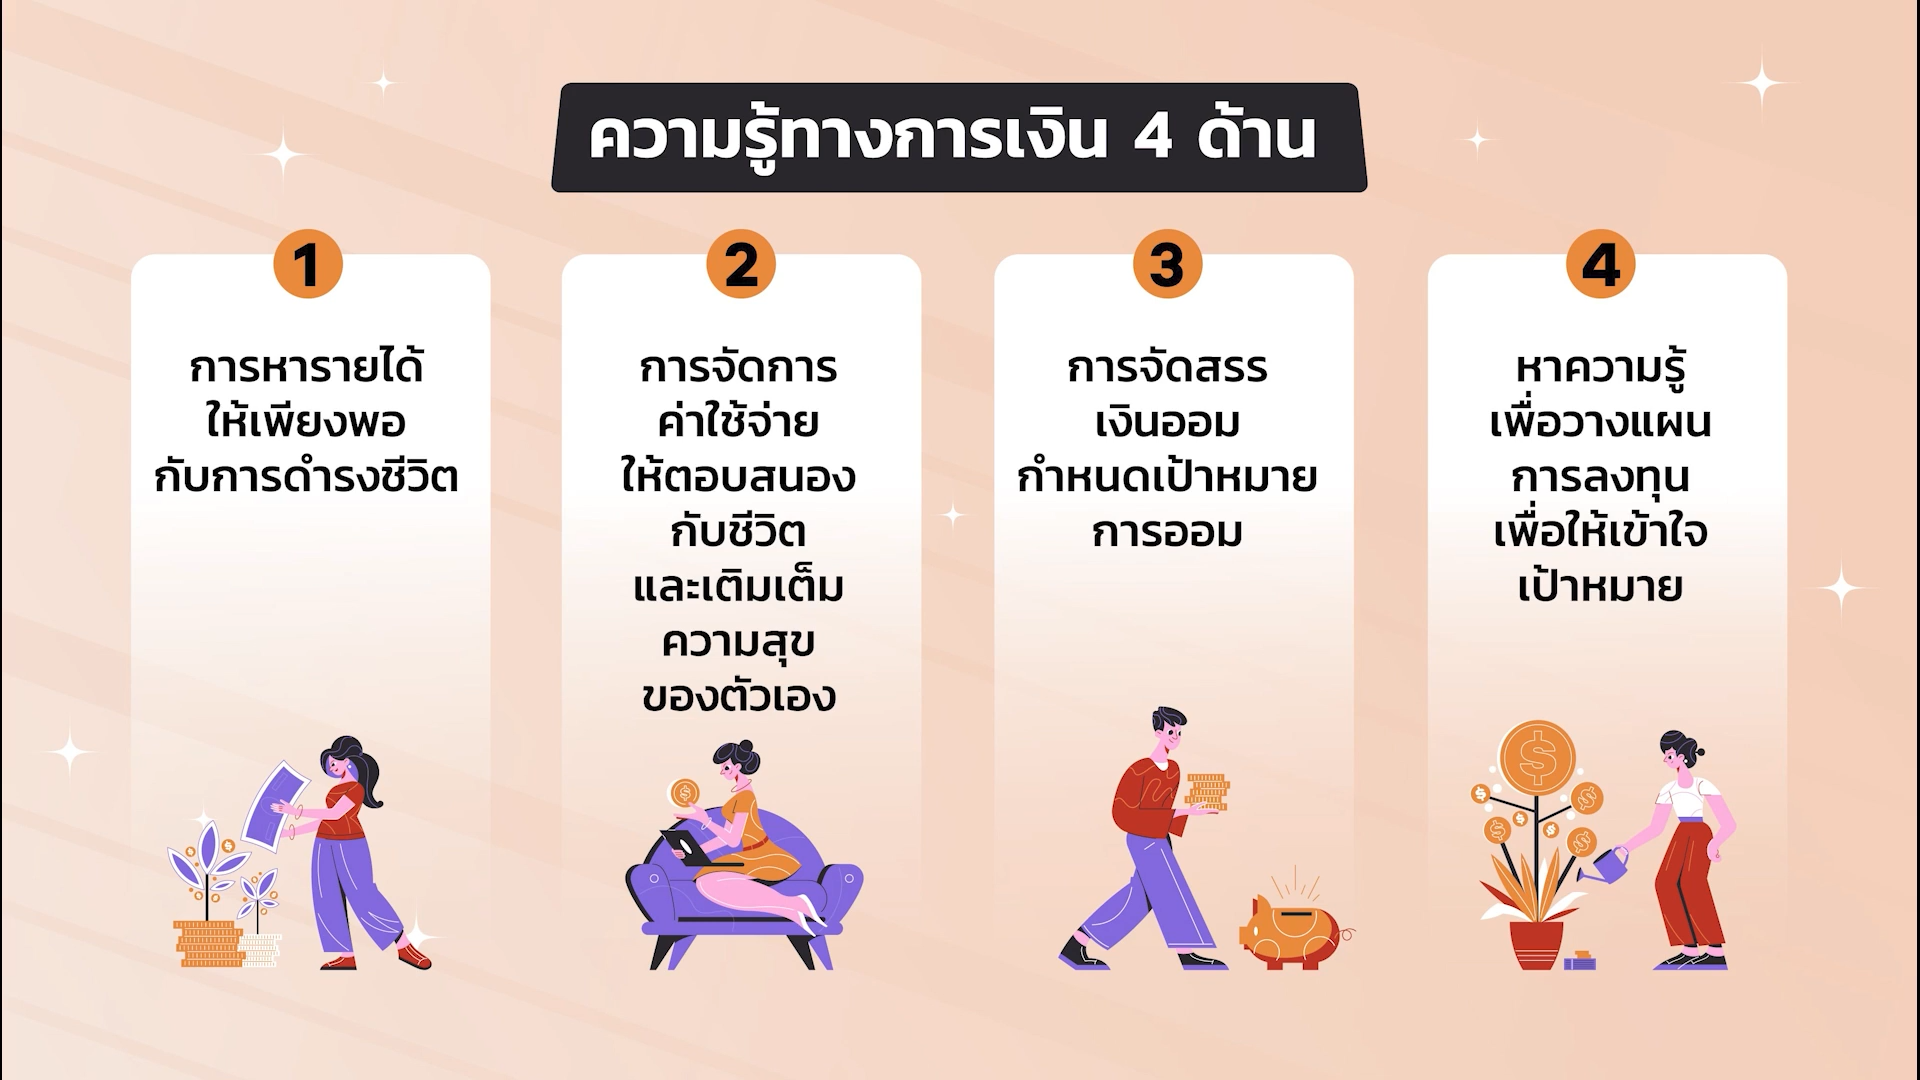 ความรู้ทางการเงิน 4 ด้าน
1
การหารายได้
ให้เพียงพอ
กับการดำรงชีวิต
2
การจัดการ
ค่าใช้จ่าย
ให้ตอบสนอง
กับชีวิต
และเติมเต็ม
ความสุข
ของตัวเอง
3
การจัดสรร
เงินออม
กำหนดเป้าหมาย
การออม
4
หาความรู้
เพื่อวางแผน
การลงทุน
เพื่อให้เข้าใจ
เป้าหมาย